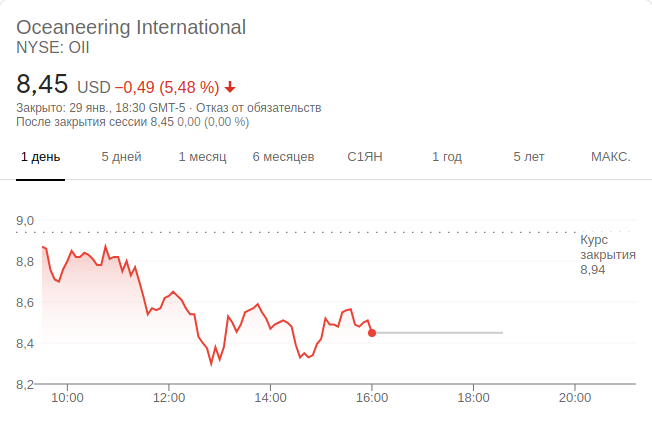 Oceaneering International
NYSE: OII
8,45 USD −0,49 (5,48 %)
Закрыто: 29 янв., 18:30 GMT-5 · Отказ от обязательств
После закрытия сессии 8,45 0,00 (0,00 %)
1 день 5 дней 1 месяц 6 месяцев С1ЯН 1 год 5 лет МАКС.
9,0
Курс
закрытия
8,94
8,8
8,6
8,4
8,2
10:00 12:00 14:00 16:00 18:00 20:00